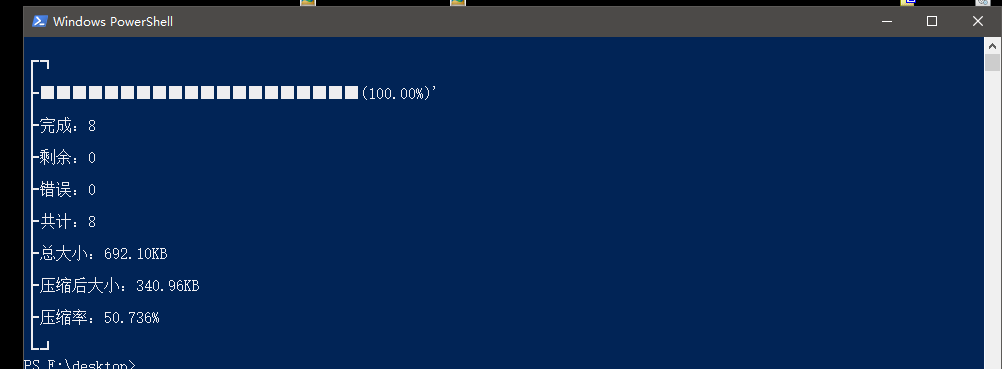 Windows PowerShell
(100.00%)'
完成：8
剩余：0
错误：0
共计：8
总大小：692.10KB
压缩后大小：340.96KB
压缩率：50.736%
PS E:\desktop>